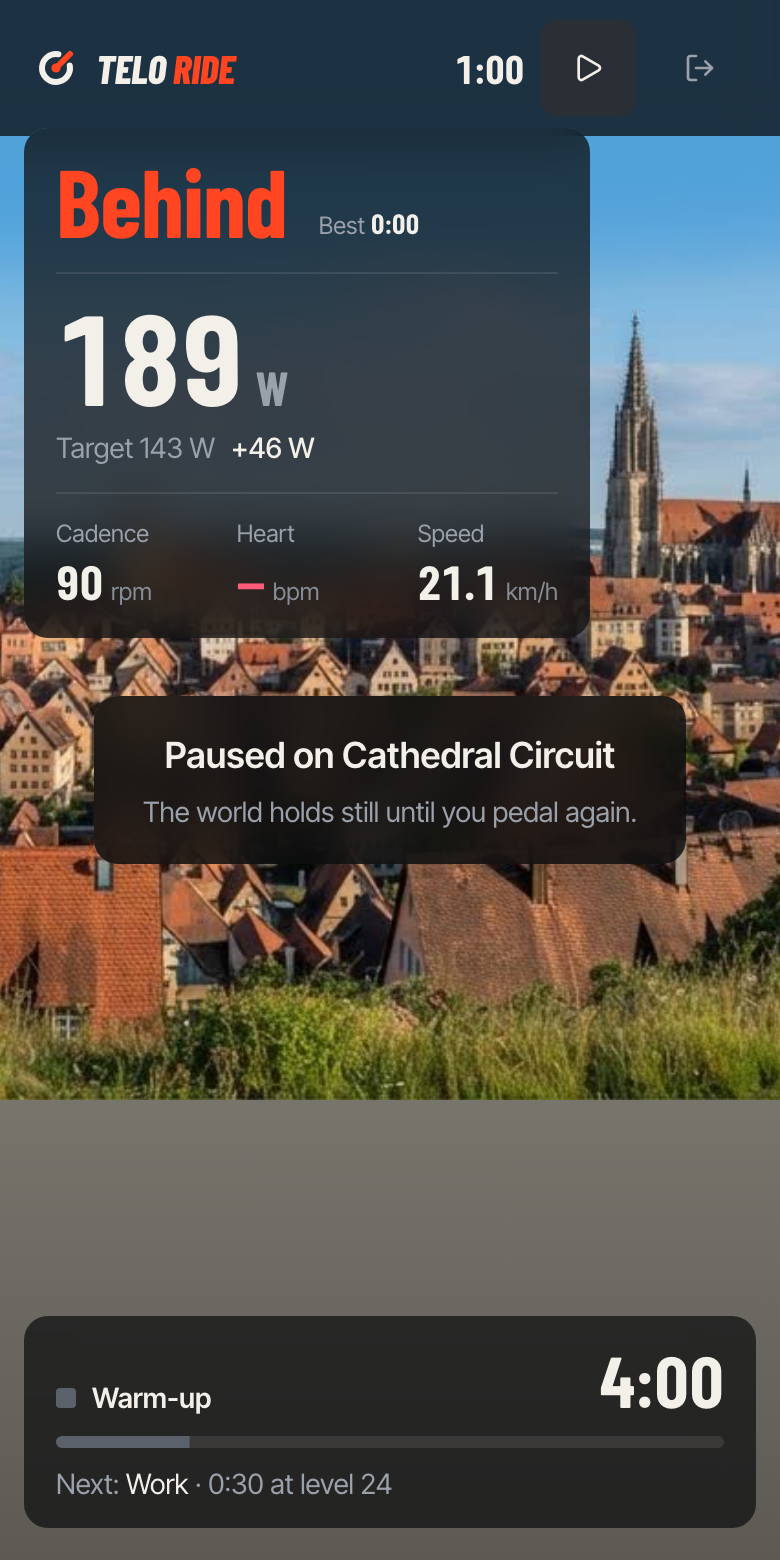 TELO RIDE 1:00
Behind Best 0:00
189 W
Target 143 W +46 W
Cadence Heart Speed
90 rpm – bpm 21.1 km/h
Paused on Cathedral Circuit
The world holds still until you pedal again.
Warm-up 4:00
Next: Work · 0:30 at level 24